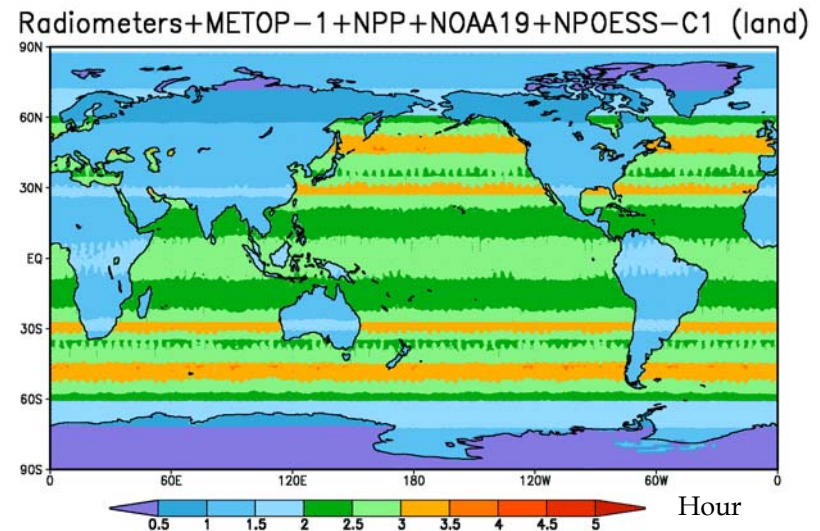 Radiometers+METOP-1+NPP+NOAA19+NPOESS-C1 (land)
90N
60N
30N
EQ
30S
60S
90S
0 60E 120E 180 120W 60W 0
0.5 1 1.5 2 2.5 3 3.5 4 4.5 5 Hour